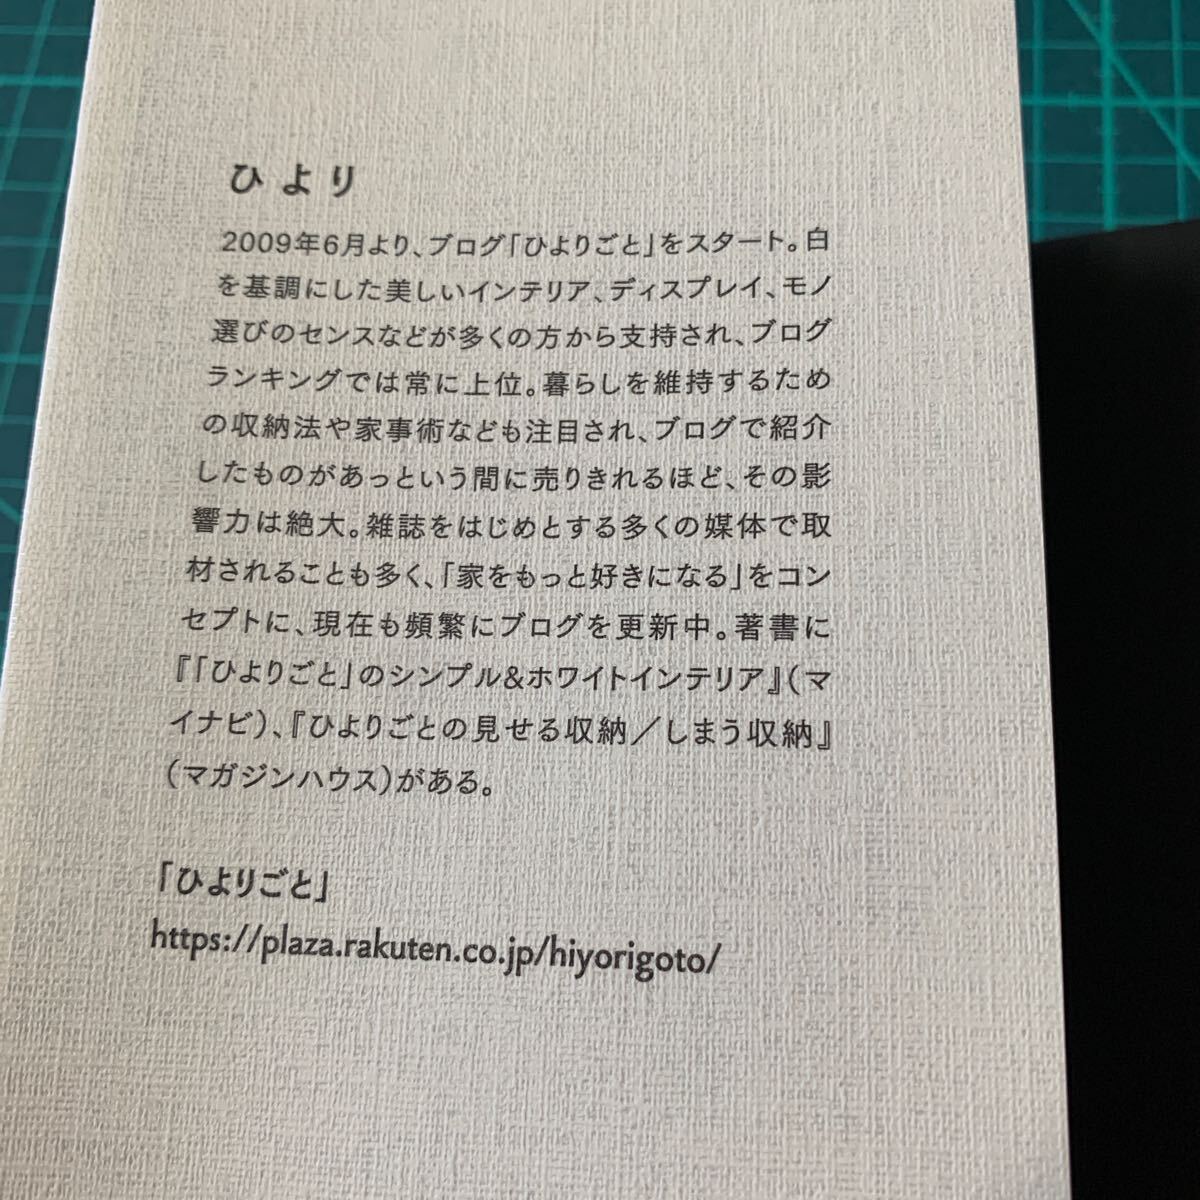 ひより
2009年6月より、ブログ「ひよりごと」をスタート。白
を基調にした美しいインテリア、ディスプレイ、モノ
選びのセンスなどが多くの方から支持され、ブログ
ランキングでは常に上位。暮らしを維持するため
の収納法や家事術なども注目され、ブログで紹介
したものがあっという間に売りきれるほど、その影
響力は絶大。雑誌をはじめとする多くの媒体で取
材されることも多く、「家をもっと好きになる」をコン
セプトに、現在も頻繁にブログを更新中。著書に
『「ひよりごと」のシンプル&ホワイトインテリア』（マ
イナビ）、『ひよりごとの見せる収納／しまう収納』
（マガジンハウス）がある。
「ひよりごと」
https://plaza.rakuten.co.jp/hiyorigoto/